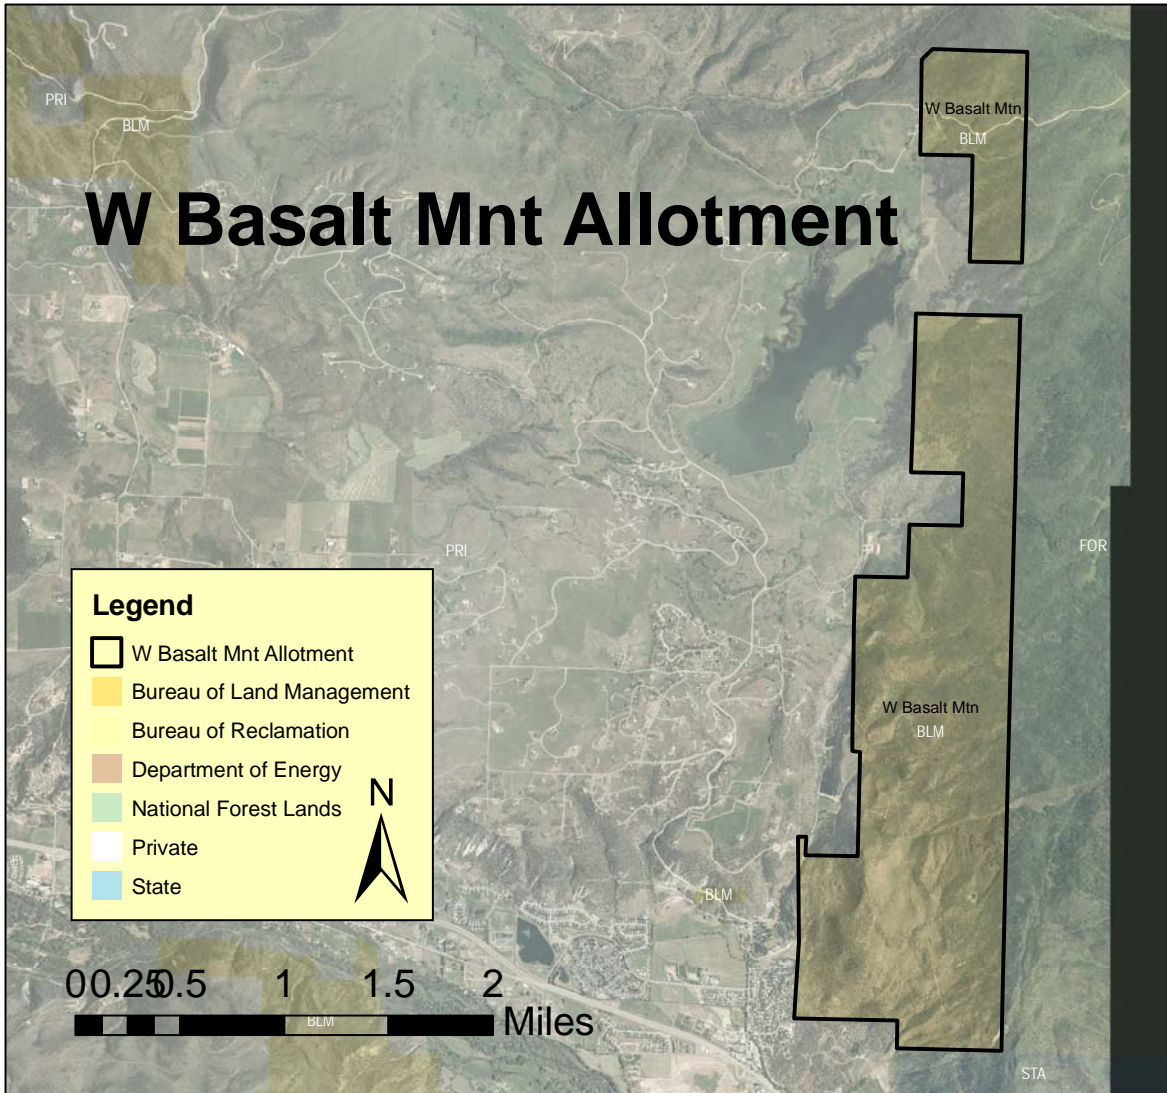 PRI
BLM
W Basalt Mtn
BLM
W Basalt Mnt Allotment
PRI
FOR
Legend
W Basalt Mnt Allotment
Bureau of Land Management
Bureau of Reclamation
Department of Energy
National Forest Lands
Private
State
N
W Basalt Mtn
BLM
BLM
0 0.25 0.5 1 1.5 2
Miles
BLM
STA